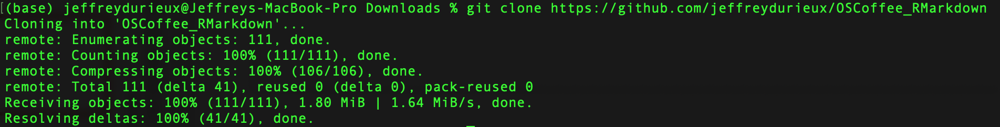 (base) jeffreydurieux@Jeffreys-MacBook-Pro Downloads % git clone https://github.com/jeffreydurieux/OSCoffee_RMarkdown
Cloning into 'OSCoffee_RMarkdown'...
remote: Enumerating objects: 111, done.
remote: Counting objects: 100% (111/111), done.
remote: Compressing objects: 100% (106/106), done.
remote: Total 111 (delta 41), reused 0 (delta 0), pack-reused 0
Receiving objects: 100% (111/111), 1.80 MiB | 1.64 MiB/s, done.
Resolving deltas: 100% (41/41), done.